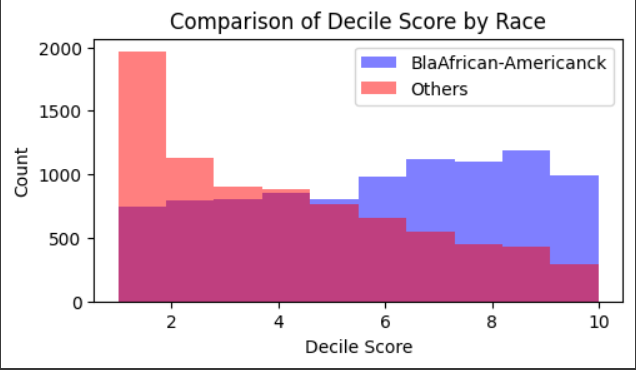 Comparison of Decile Score by Race
BlaAfrican-Americanck
Others
2000
1500
1000
500
0
Count
2
4
6
8
10
Decile Score